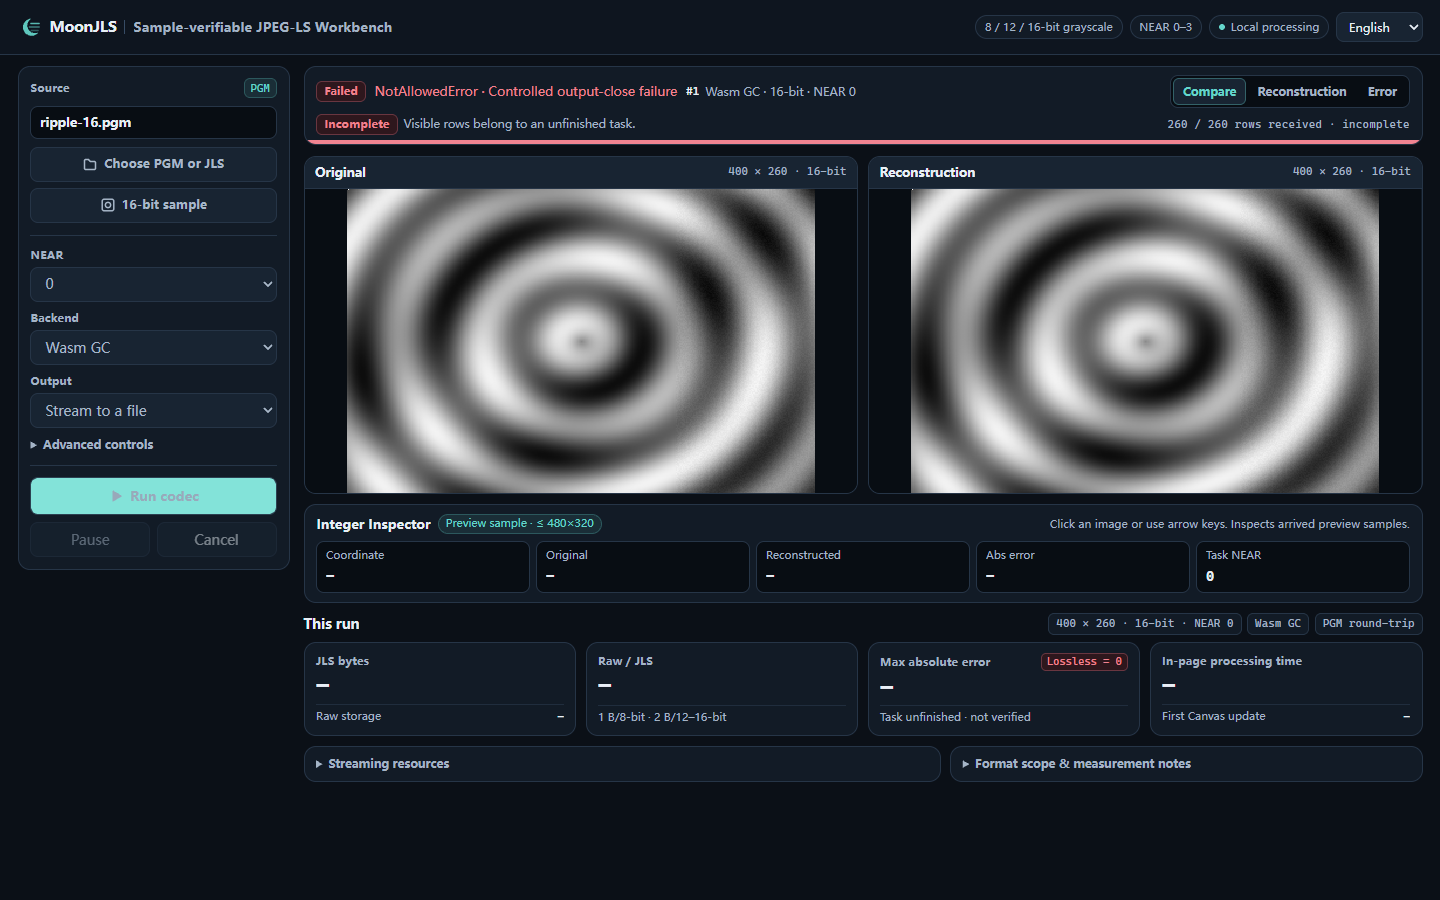 MoonJLS Sample-verifiable JPEG-LS Workbench
8 / 12 / 16-bit grayscale NEAR 0–3 Local processing English
Source PGM
ripple-16.pgm
Choose PGM or JLS
16-bit sample
NEAR
0
Backend
Wasm GC
Output
Stream to a file
Advanced controls
Run codec
Pause Cancel
Failed NotAllowedError · Controlled output-close failure #1 Wasm GC · 16-bit · NEAR 0
Compare Reconstruction Error
Incomplete Visible rows belong to an unfinished task.
260 / 260 rows received · incomplete
Original 400 × 260 · 16-bit
Reconstruction 400 × 260 · 16-bit
Integer Inspector Preview sample · ≤ 480×320 Click an image or use arrow keys. Inspects arrived preview samples.
Coordinate Original Reconstructed Abs error Task NEAR
– – – – 0
This run 400 × 260 · 16-bit · NEAR 0 Wasm GC PGM round-trip
JLS bytes
—
Raw storage –
Raw / JLS
—
1 B/8-bit · 2 B/12–16-bit
Max absolute error Lossless = 0
—
Task unfinished · not verified
In-page processing time
—
First Canvas update –
Streaming resources
Format scope & measurement notes